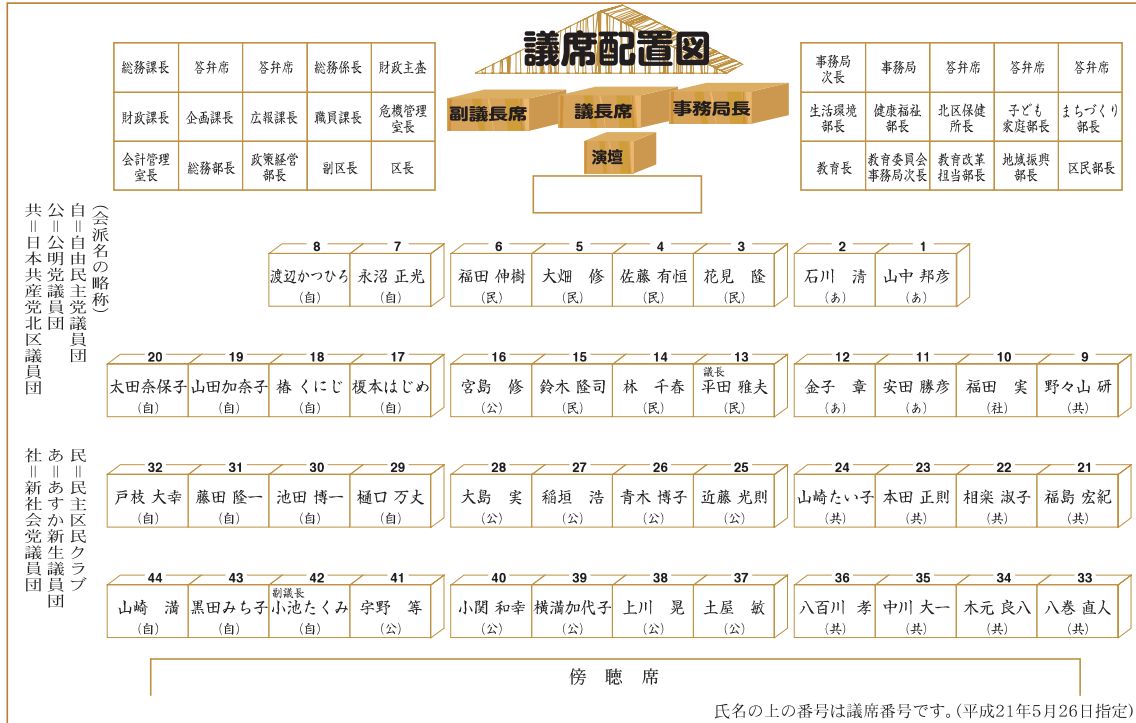 議席配置図
総務課長 答弁席 答弁席 総務係長 財政主査
財政課長 企画課長 広報課長 職員課長 危機管理室長
会計管理室長 総務部長 政策経営部長 副区長 区長
副議長席 議長席 事務局長
演壇
事務局次長 事務局 答弁席 答弁席 答弁席
生活環境部長 健康福祉部長 北区保健所長 子ども家庭部長 まちづくり部長
教育長 教育委員会事務局次長 教育改革担当部長 地域振興部長 区民部長
(会派名の略称)
自=自由民主党議員団
公=公明党議員団
共=日本共産党北区議員団
民=民主区民クラブ
あ=あすか新生議員団
社=新社会党議員団
8 7 6 5 4 3 2 1
渡辺かつひろ 永沼 正光 福田 伸樹 大畑 修 佐藤 有恒 花見 隆 石川 清 山中 邦彦
(自) (自) (民) (民) (民) (民) (あ) (あ)
20 19 18 17 16 15 14 13 12 11 10 9
議長
太田奈保子 山田加奈子 椿 くにじ 榎本はじめ 宮島 修 鈴木 隆司 林 千春 平田 雅夫 金子 章 安田 勝彦 福田 実 野々山 研
(自) (自) (自) (自) (公) (民) (民) (民) (あ) (あ) (社) (共)
32 31 30 29 28 27 26 25 24 23 22 21
戸枝 大幸 藤田 隆一 池田 博一 樋口 万丈 大島 実 稲垣 浩 青木 博子 近藤 光則 山崎たい子 本田 正則 相楽 淑子 福島 宏紀
(自) (自) (自) (自) (公) (公) (公) (公) (共) (共) (共) (共)
44 43 42 41 40 39 38 37 36 35 34 33
副議長
山崎 満 黒田みち子 小池たくみ 宇野 等 小関 和幸 横溝加代子 上川 晃 土屋 敏 八百川 孝 中川 大一 木元 良八 八巻 直人
(自) (自) (自) (公) (公) (公) (公) (公) (共) (共) (共) (共)
傍聴席
氏名の上の番号は議席番号です。(平成21年5月26日指定)